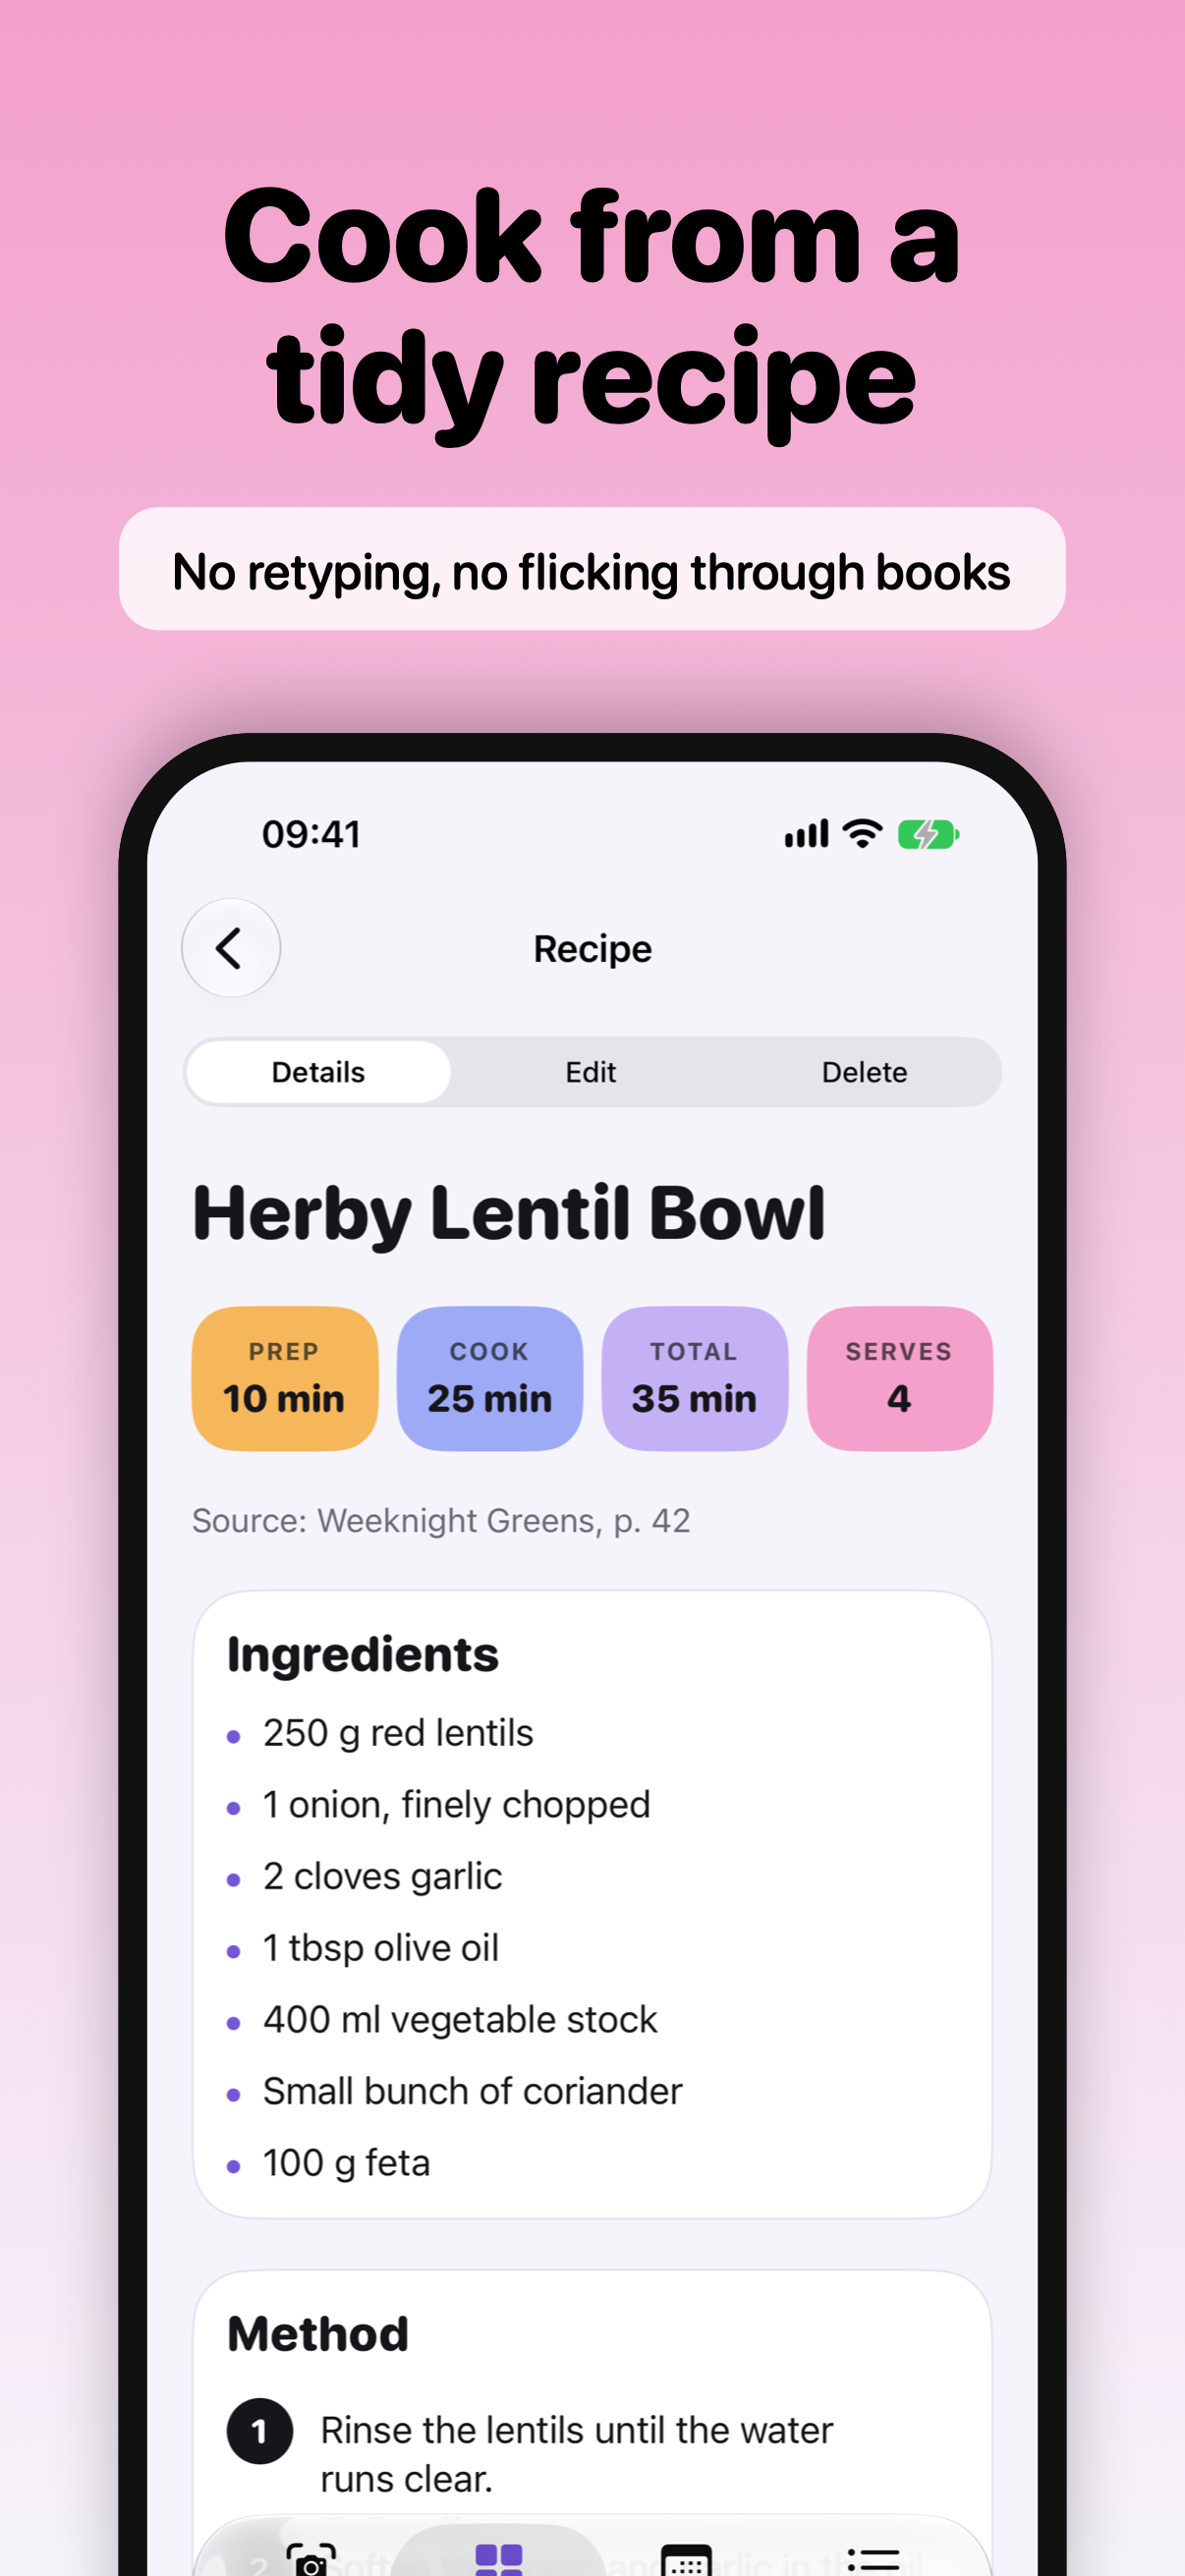 Cook from a
tidy recipe
No retyping, no flicking through books
09:41
Recipe
Details Edit Delete
Herby Lentil Bowl
PREP COOK TOTAL SERVES
10 min 25 min 35 min 4
Source: Weeknight Greens, p. 42
Ingredients
• 250 g red lentils
• 1 onion, finely chopped
• 2 cloves garlic
• 1 tbsp olive oil
• 400 ml vegetable stock
• Small bunch of coriander
• 100 g feta
Method
1 Rinse the lentils until the water
runs clear.
2